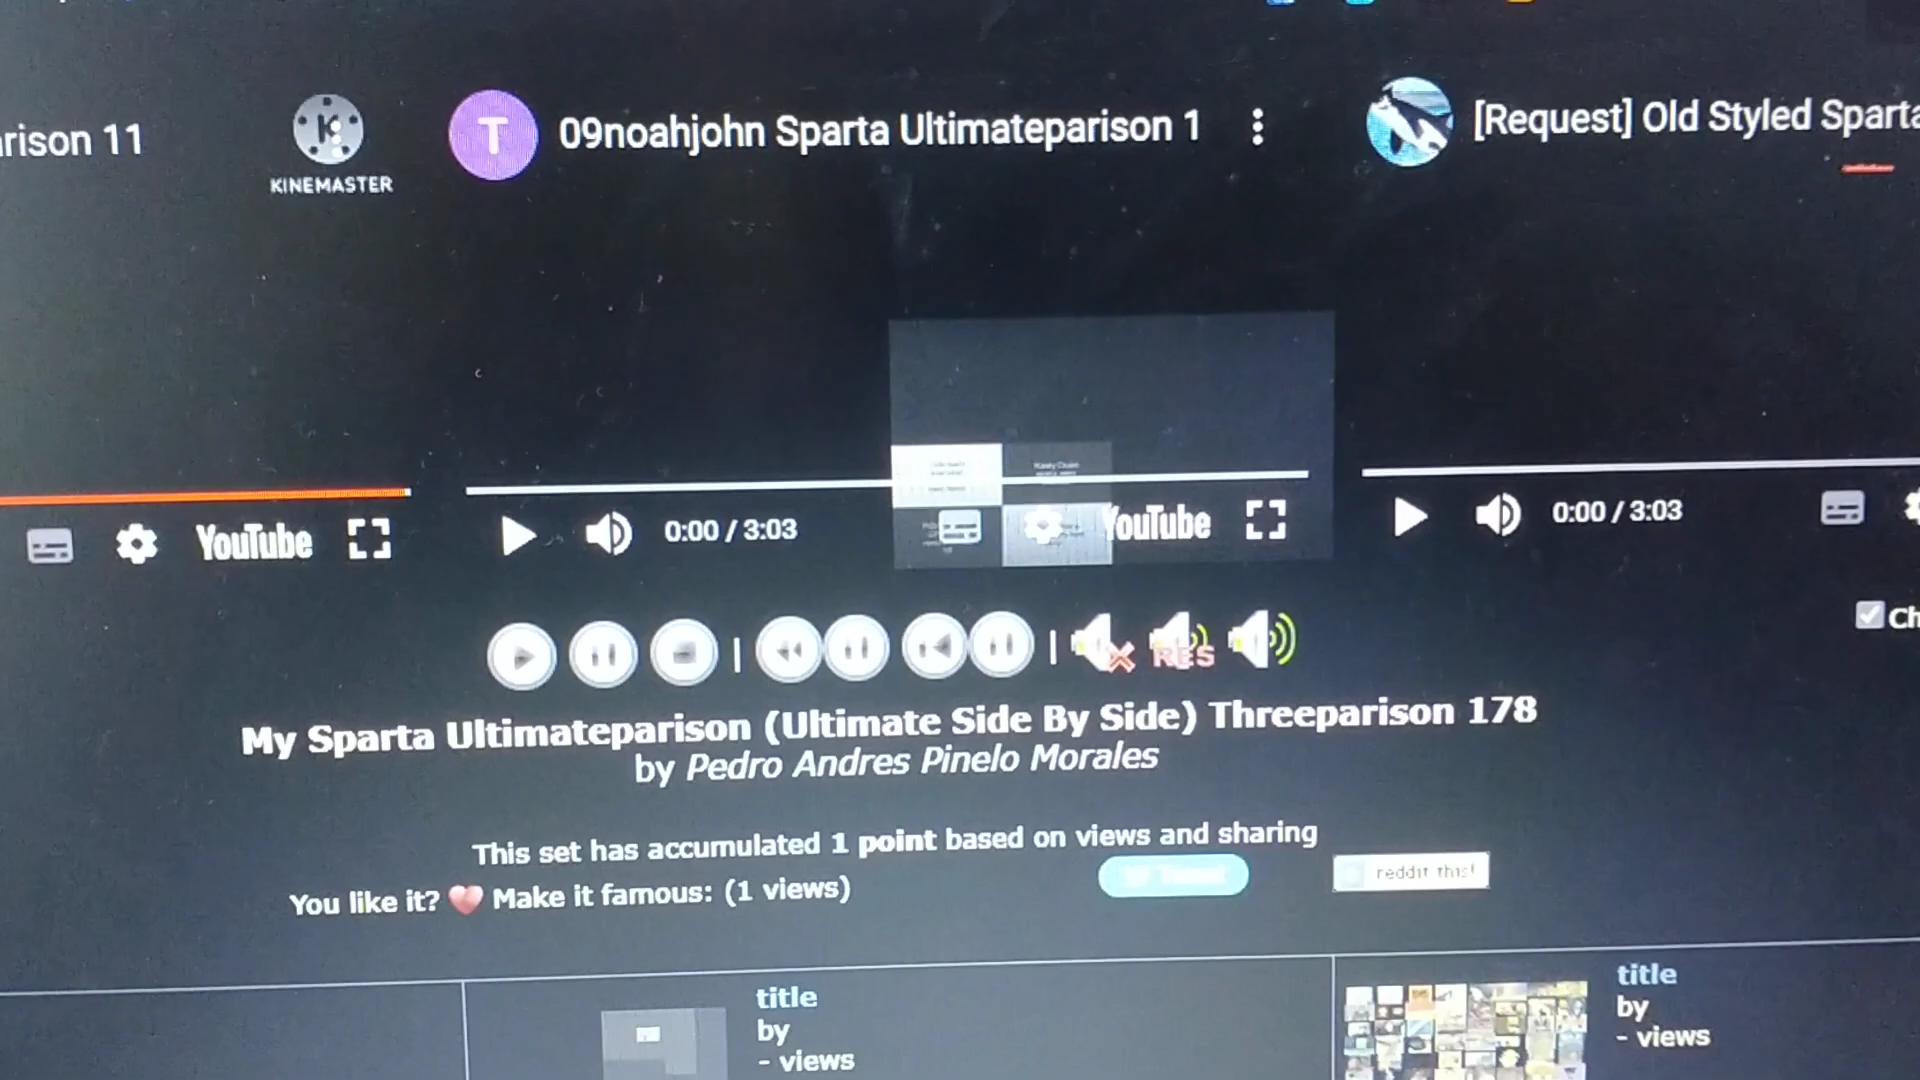 rison 11
KINEMASTER
T
09noahjohn Sparta Ultimateparison 1
[Request] Old Styled Sparta
YouTube
0:00 / 3:03
YouTube
0:00 / 3:03
Ch
RES
My Sparta Ultimateparison (Ultimate Side By Side) Threeparison 178
by Pedro Andres Pinelo Morales
This set has accumulated 1 point based on views and sharing
You like it? Make it famous: (1 views)
reddit this!
title
by
- views
title
by
- views